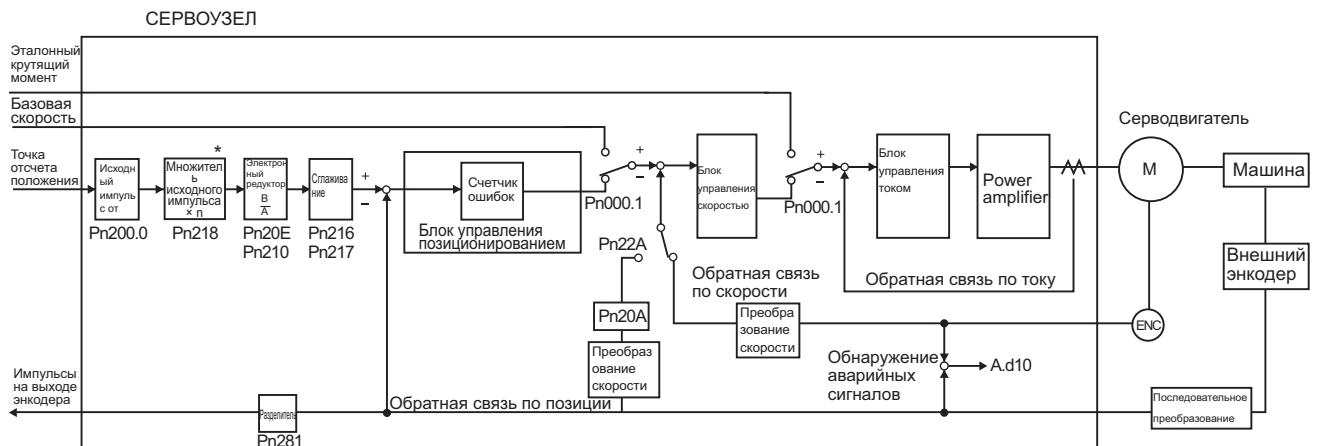 СЕРВОУЗЕЛ
Эталонный
крутящий
момент
Базовая
скорость
Точка
отсчета
положения
Исходн
ый
импуль
с от
Pn200.0
*
Множител
ь
исходного
импульса
× n
Pn218
Электрон
ный
редуктор
B
A
Pn20E
Pn210
Сглажива
ние
Pn216
Pn217
+
−
Счетчик
ошибок
Блок управления
позиционированием
+
−
Pn000.1
Блок
управления
скоростью
+
−
Pn000.1
Блок
управления
током
Power
amplifier
Серводвигатель
M
Машина
Внешний
энкодер
ENC
Pn22A
Обратная связь
по скорости
Обратная связь по току
Pn20A
Преобраз
ование
скорости
Преобра
зование
скорости
Обнаружение
аварийных
сигналов
A.d10
Импульсы
на выходе
энкодера
Разделитель
Pn281
Обратная связь по позиции
Последовательное
преобразование